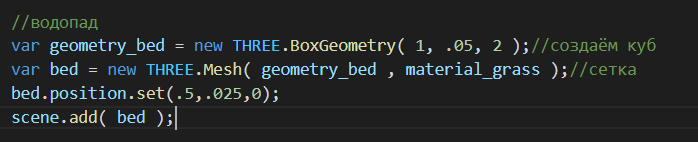 //водопад
var geometry_bed = new THREE.BoxGeometry( 1, .05, 2 );//создаём куб
var bed = new THREE.Mesh( geometry_bed , material_grass );//сетка
bed.position.set(.5,.025,0);
scene.add( bed );